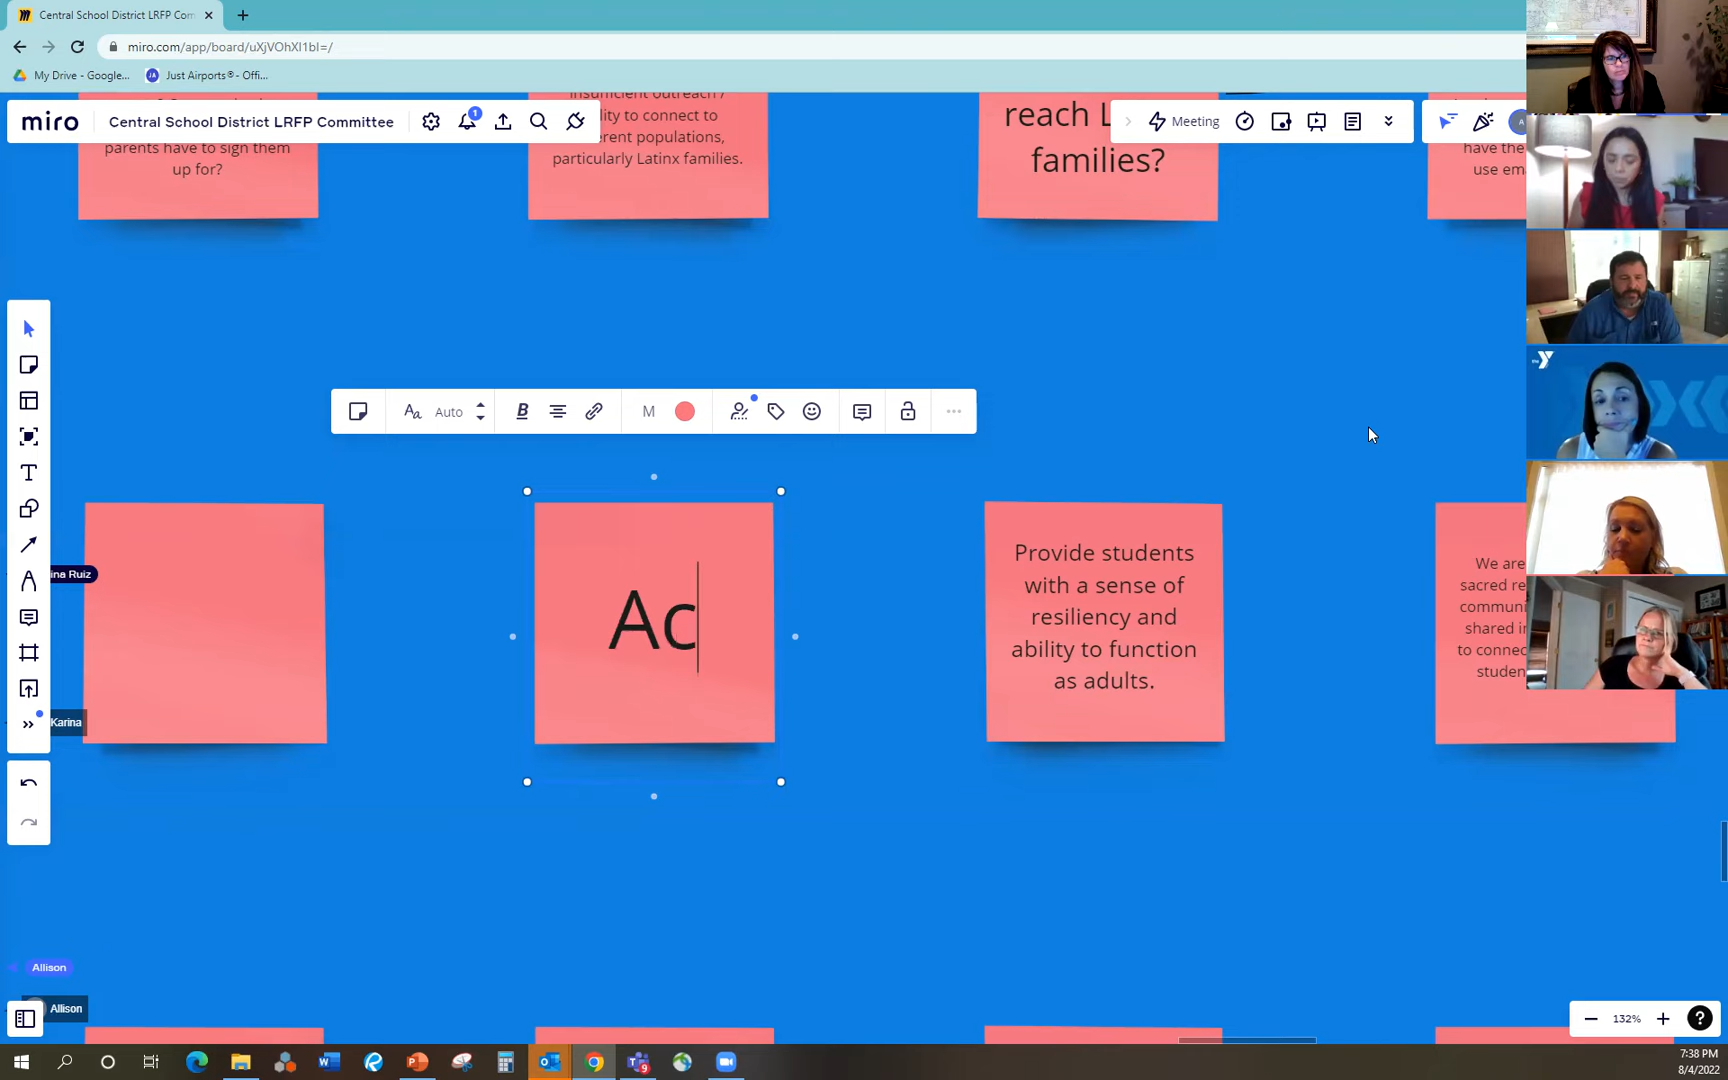 Central School District LRFP Com
miro.com/app/board/uXjVOhXl1bI=/
My Drive - Google...
Just Airports® - Offi...
miro
Central School District LRFP Committee
1
Meeting
A
parents have to sign them
up for?
insufficient outreach /
ility to connect to
erent populations,
particularly Latinx families.
reach L
families?
have the
use ema
Auto
B
M
ina Ruiz
Karina
Ac
Provide students
with a sense of
resiliency and
ability to function
as adults.
We are
sacred re
communi
shared in
to connec
studen
Allison
Allison
132%
7:38 PM
8/4/2022